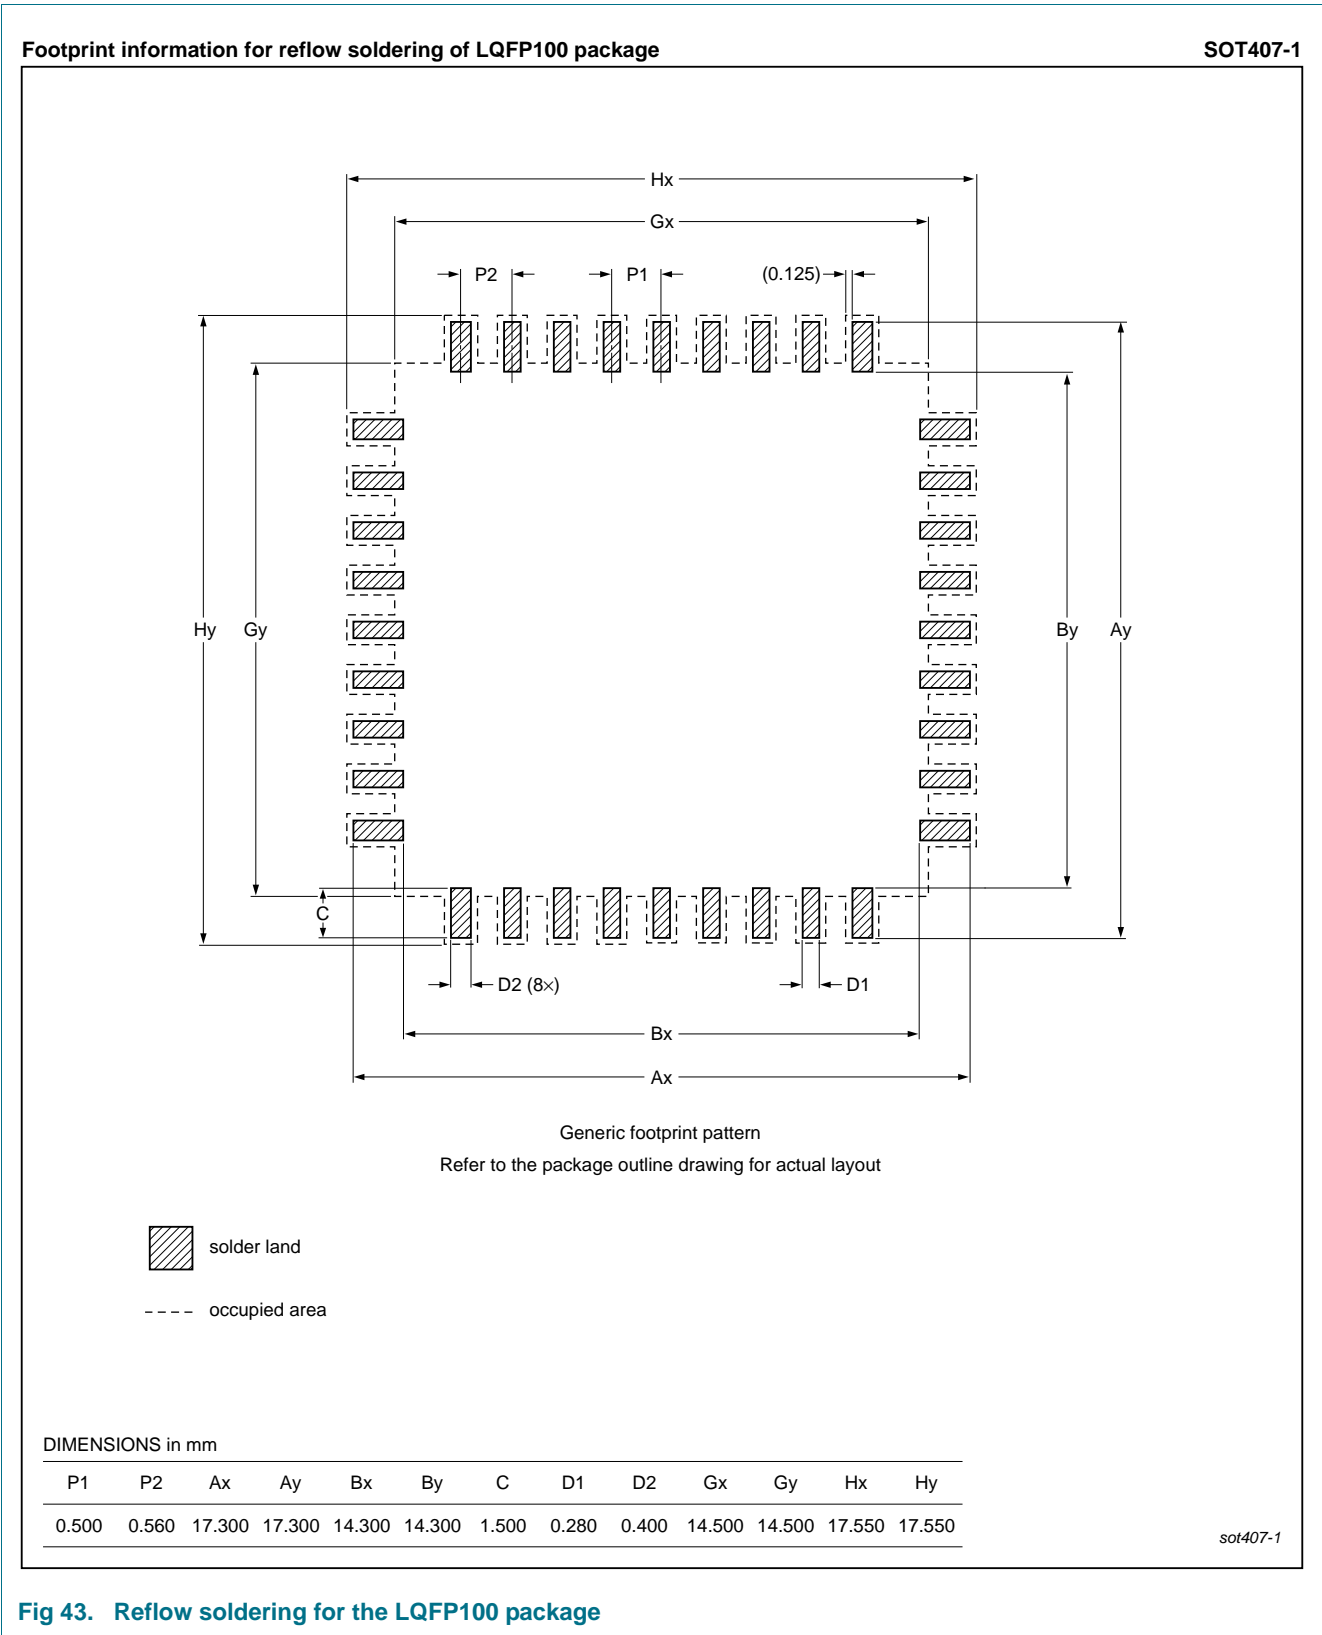 Footprint information for reflow soldering of LQFP100 package SOT407-1
Hx
Gx
P2 P1 (0.125)
Hy Gy By Ay
C
D2 (8×) D1
Bx
Ax
Generic footprint pattern
Refer to the package outline drawing for actual layout
solder land
occupied area
DIMENSIONS in mm
P1 P2 Ax Ay Bx By C D1 D2 Gx Gy Hx Hy
0.500 0.560 17.300 17.300 14.300 14.300 1.500 0.280 0.400 14.500 14.500 17.550 17.550
sot407-1
Fig 43. Reflow soldering for the LQFP100 package